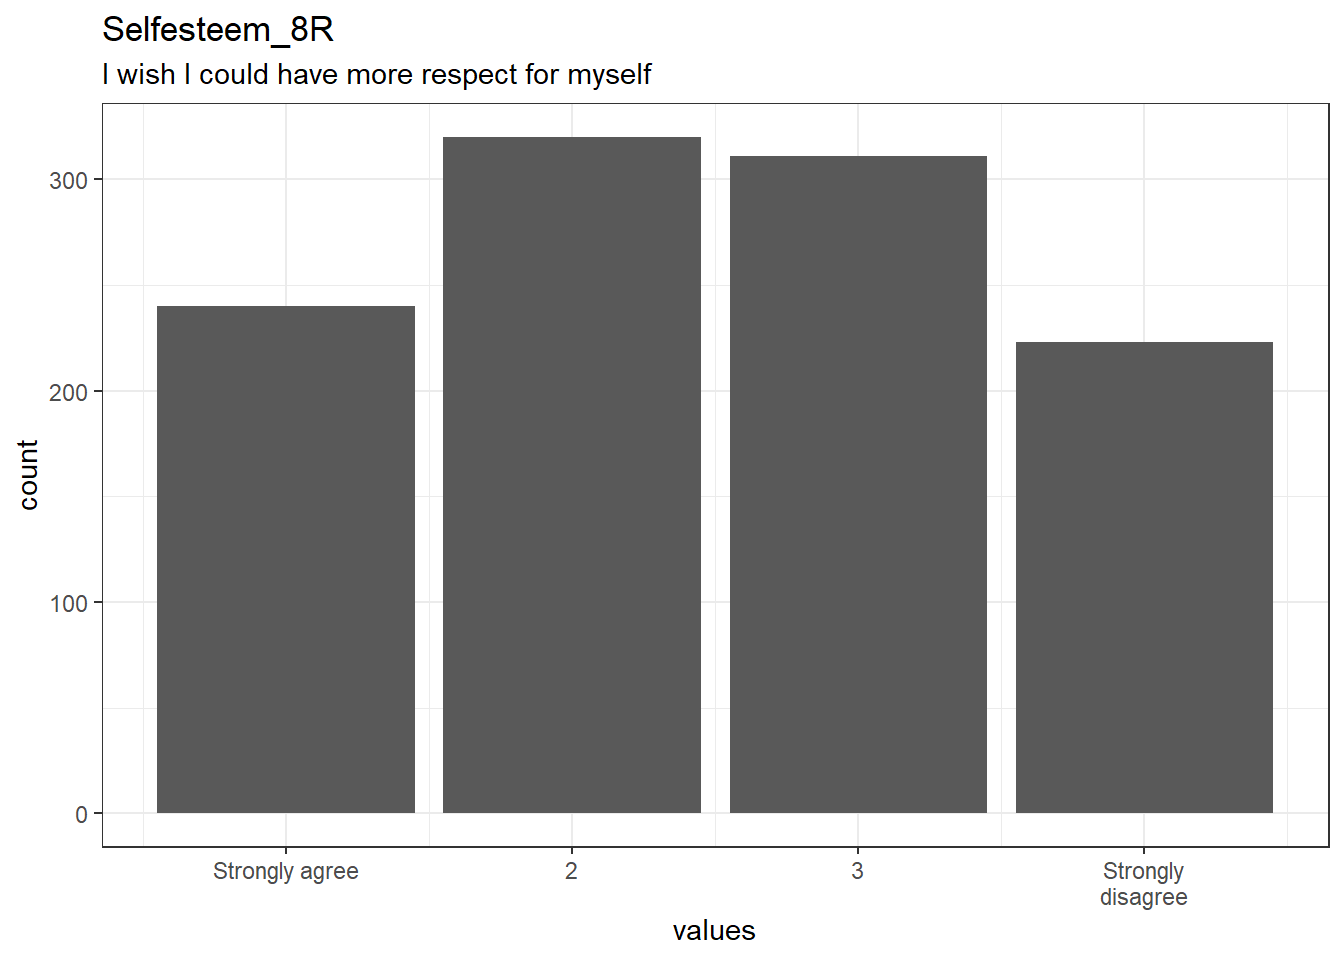 Selfesteem_8R
I wish I could have more respect for myself
300
200
100
0
count
Strongly agree
2
3
Strongly
disagree
values